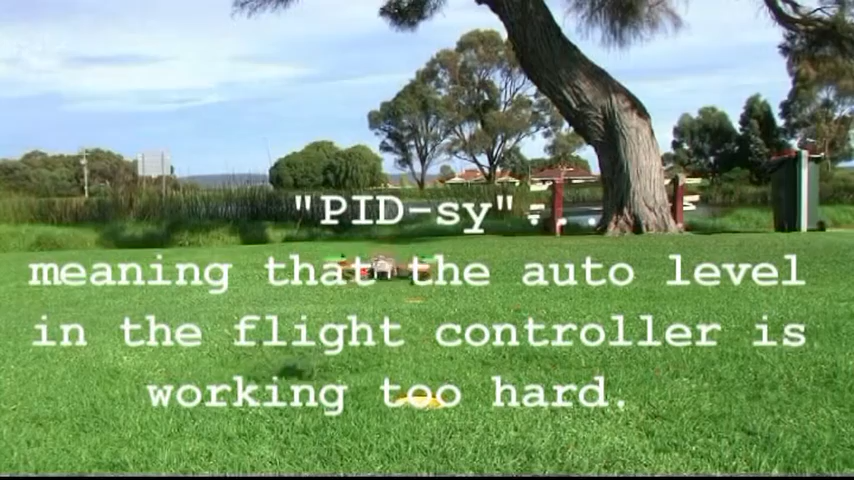 "PID-sy" . . .
meaning that the auto level
in the flight controller is
working too hard.